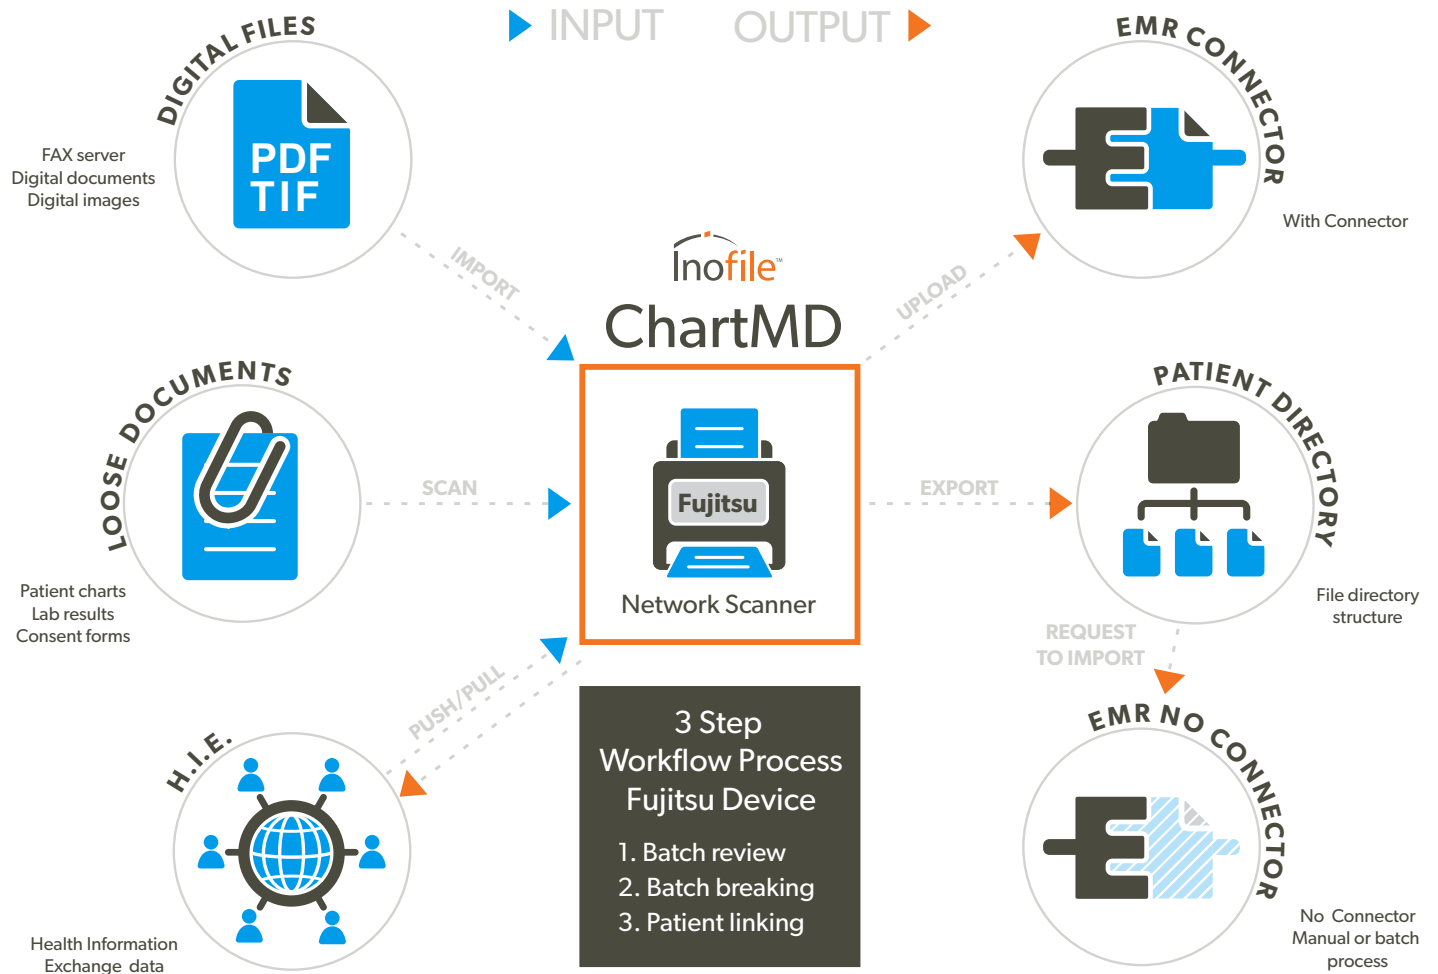 INPUT
OUTPUT
DIGITAL FILES
PDF
TIF
FAX server
Digital documents
Digital images
IMPORT
EMR CONNECTOR
With Connector
UPLOAD
Inofile™
ChartMD
LOOSE DOCUMENTS
Patient charts
Lab results
Consent forms
SCAN
Fujitsu
Network Scanner
EXPORT
PATIENT DIRECTORY
File directory
structure
REQUEST
TO IMPORT
PUSH/PULL
H.I.E.
Health Information
Exchange data
3 Step
Workflow Process
Fujitsu Device
1. Batch review
2. Batch breaking
3. Patient linking
EMR NO CONNECTOR
No Connector
Manual or batch
process